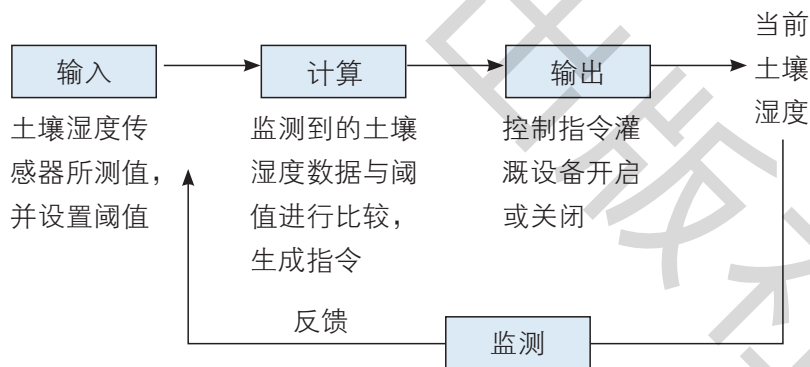 输入
计算
输出
当前
土壤
湿度
土壤湿度传
感器所测值，
并设置阈值
监测到的土壤
湿度数据与阈
值进行比较，
生成指令
控制指令灌
溉设备开启
或关闭
反馈
监测
出版社